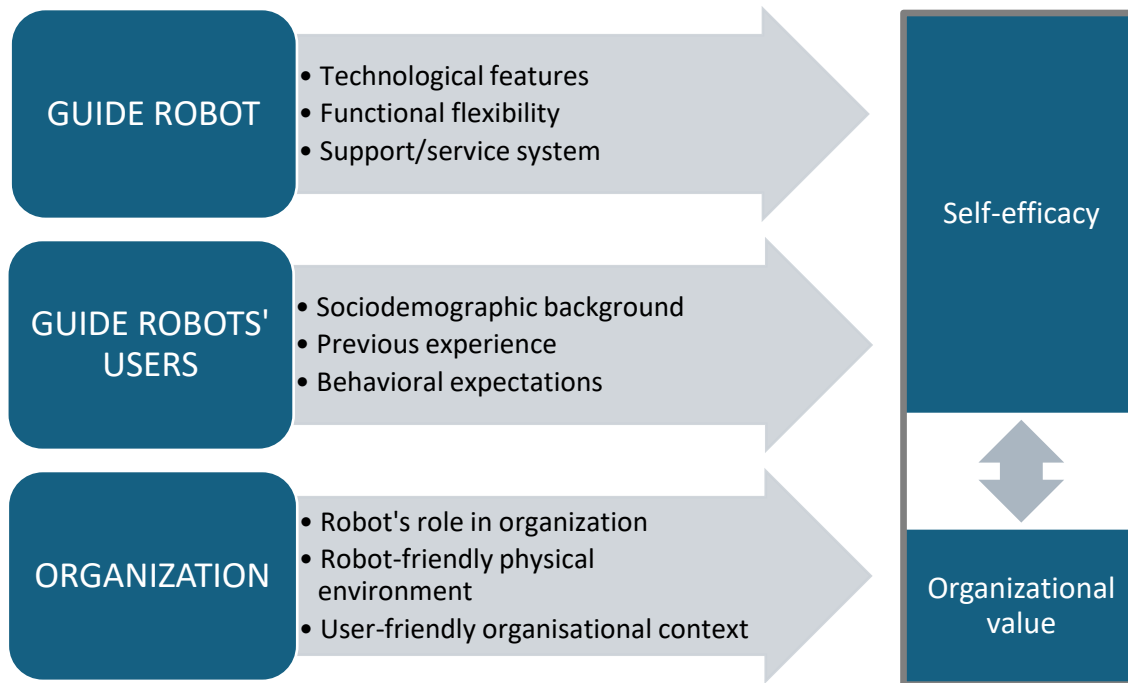 GUIDE ROBOT
• Technological features
• Functional flexibility
• Support/service system
GUIDE ROBOTS'
USERS
• Sociodemographic background
• Previous experience
• Behavioral expectations
ORGANIZATION
• Robot's role in organization
• Robot-friendly physical
environment
• User-friendly organisational context
Self-efficacy
Organizational
value